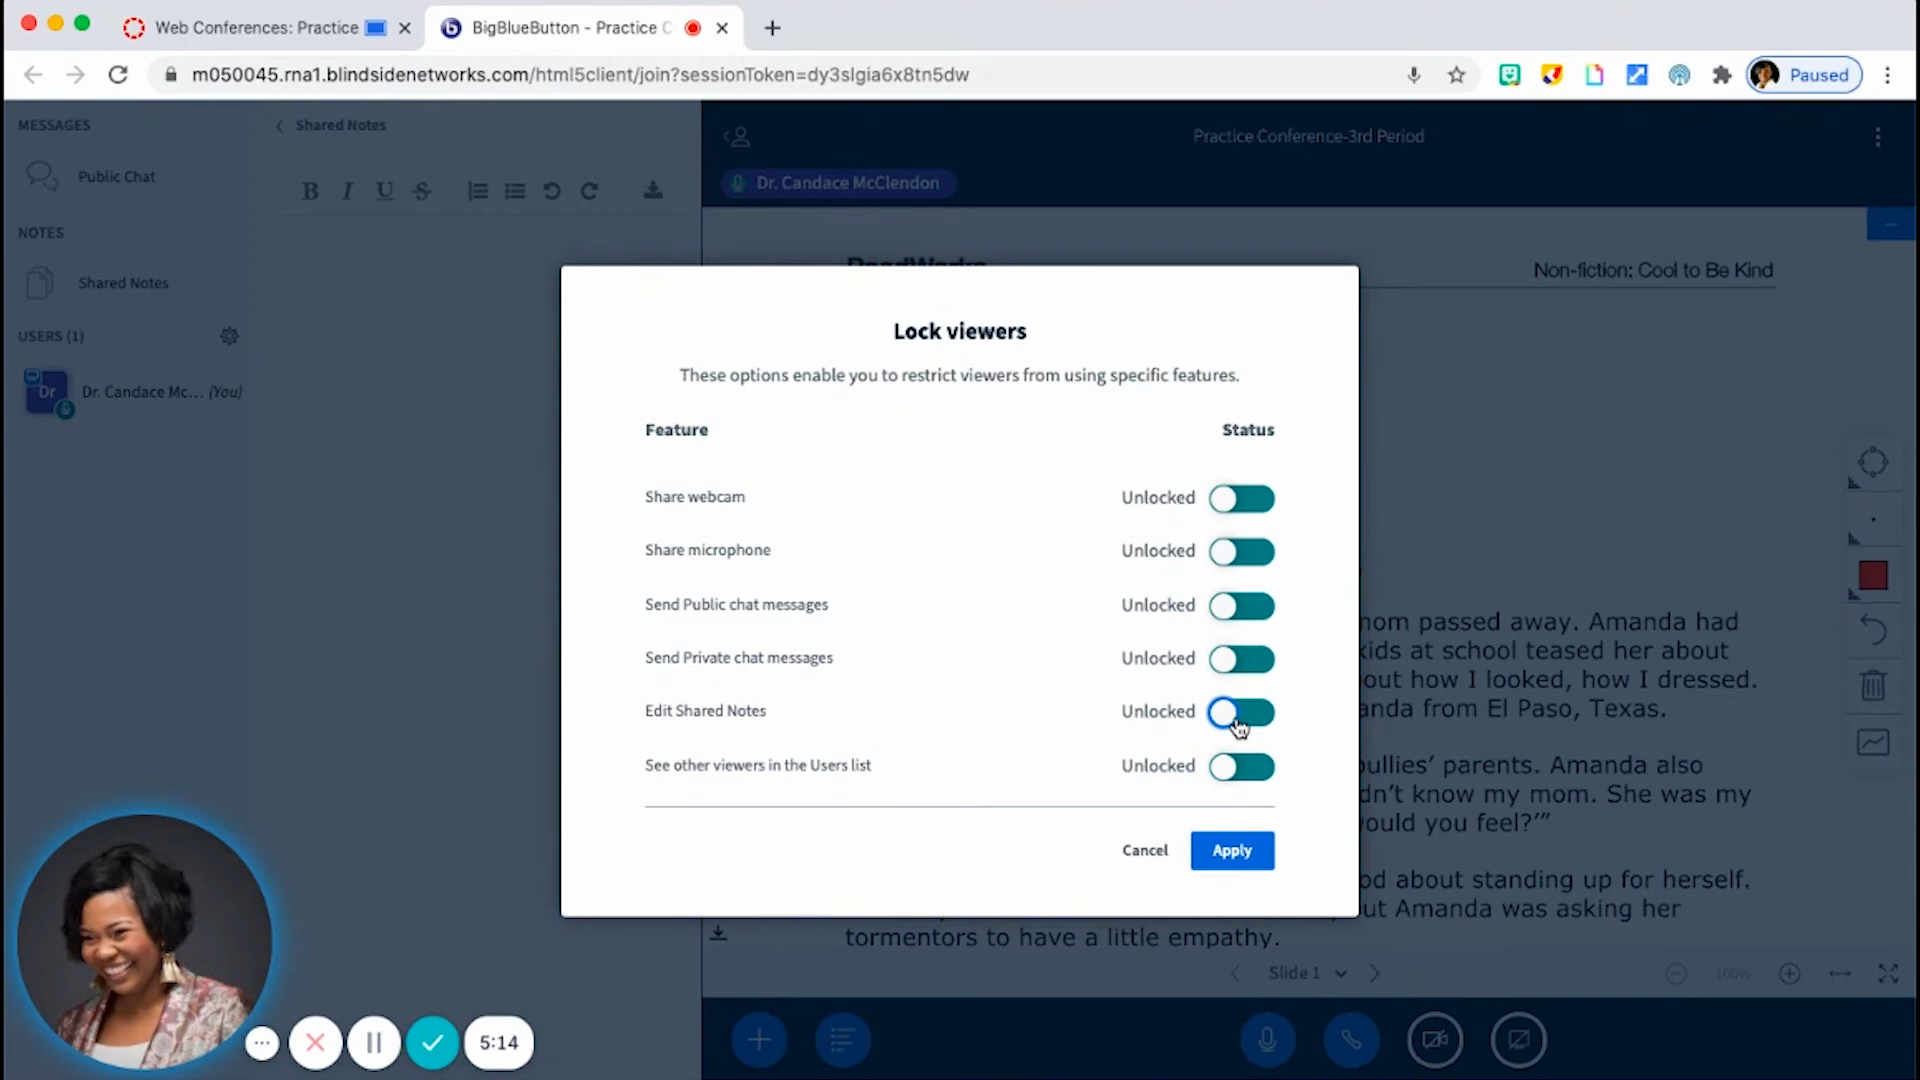 Web Conferences: Practice
BigBlueButton - Practice C
m050045.rna1.blindsidenetworks.com/html5client/join?sessionToken=dy3slgia6x8tn5dw
Paused
MESSAGES
Public Chat
NOTES
Shared Notes
USERS (1)
Dr
Dr. Candace Mc... (You)
Shared Notes
B I U S
Practice Conference-3rd Period
Dr. Candace McClendon
ReadWorks
Non-fiction: Cool to Be Kind
Lock viewers
These options enable you to restrict viewers from using specific features.
Feature Status
Share webcam Unlocked
Share microphone Unlocked
Send Public chat messages Unlocked
Send Private chat messages Unlocked
Edit Shared Notes Unlocked
See other viewers in the Users list Unlocked
Cancel Apply
mom passed away. Amanda had
kids at school teased her about
out how I looked, how I dressed.
anda from El Paso, Texas.
bullies’ parents. Amanda also
dn’t know my mom. She was my
would you feel?’”
od about standing up for herself.
ut Amanda was asking her
tormentors to have a little empathy.
Slide 1
100%
5:14